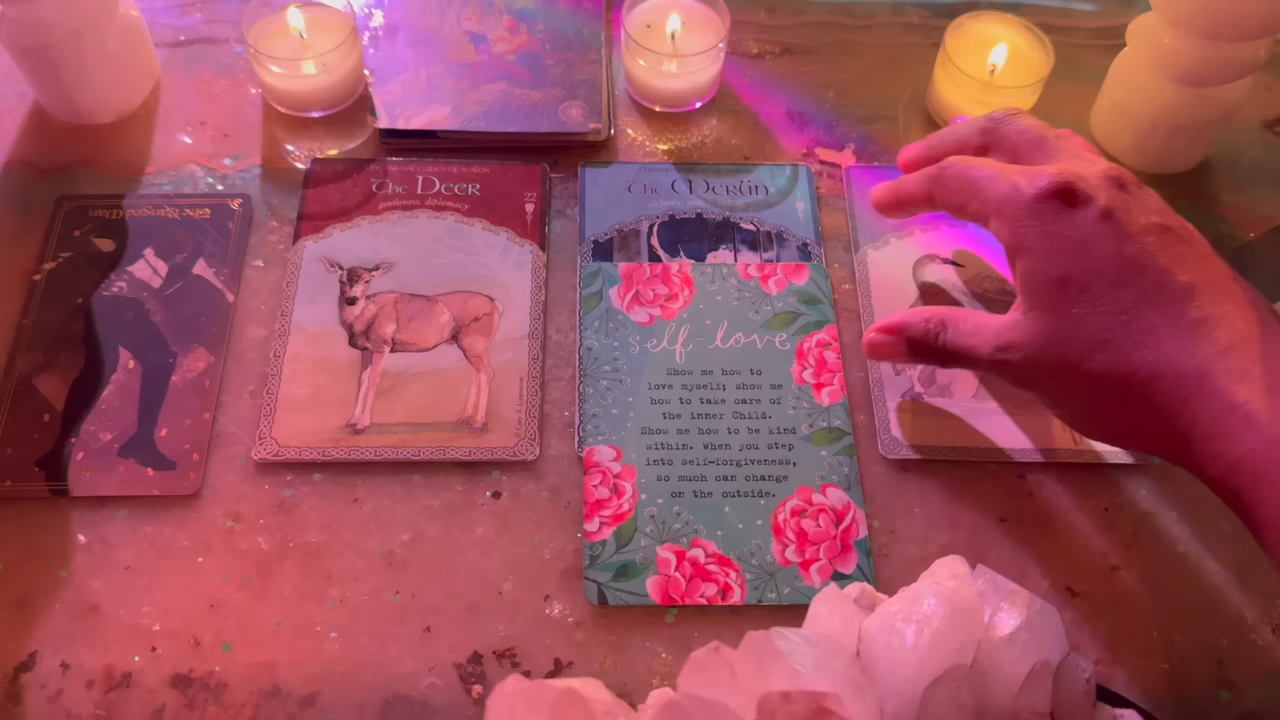 The Hanged Man
The Deer
gentleness, diplomacy
22
The Merlin
self-love
Show me how to
love myself; show me
how to take care of
the inner Child.
Show me how to be kind
within. When you step
into self-forgiveness,
so much can change
on the outside.